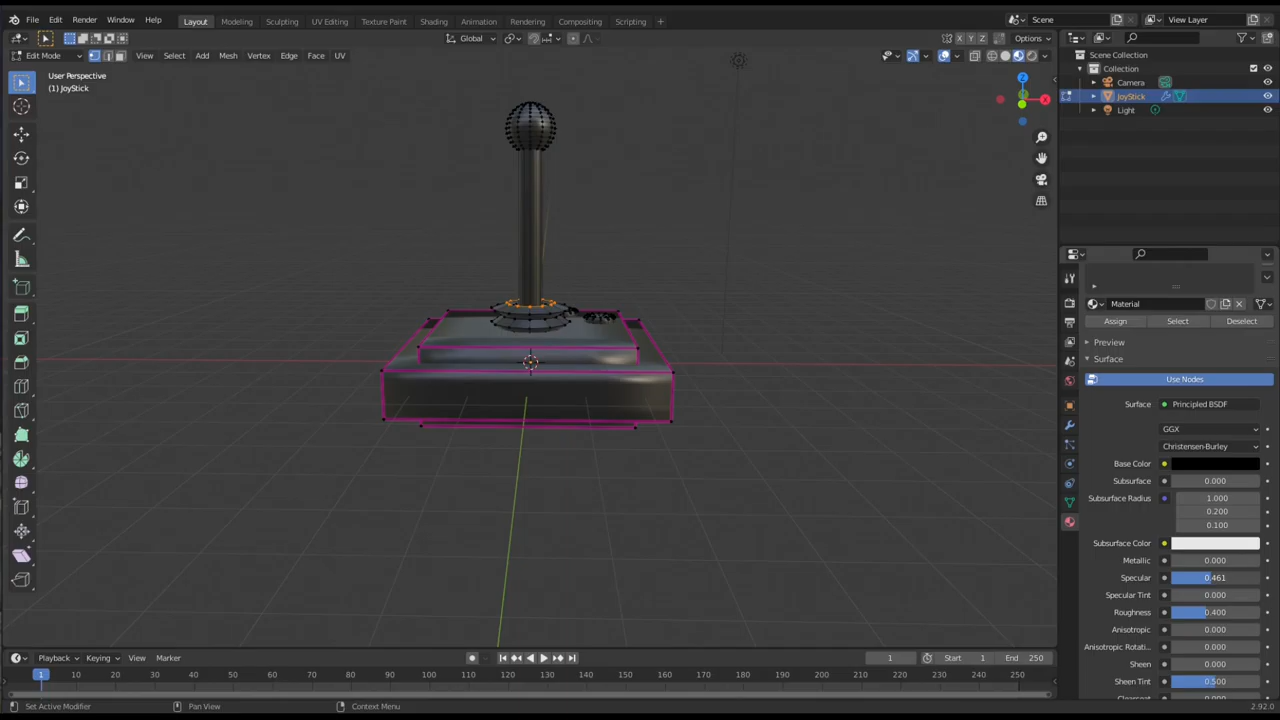 File Edit Render Window Help
Layout Modeling Sculpting UV Editing Texture Paint Shading Animation Rendering Compositing Scripting +
Scene View Layer
Global X Y Z Options
Edit Mode View Select Add Mesh Vertex Edge Face UV
User Perspective
(1) JoyStick
Z
X
Scene Collection
Collection
Camera
JoyStick
Light
Material
Assign Select Deselect
Preview
Surface
Use Nodes
Surface Principled BSDF
GGX
Christensen-Burley
Base Color
Subsurface 0.000
Subsurface Radius 1.000
0.200
0.100
Subsurface Color
Metallic 0.000
Specular 0.461
Specular Tint 0.000
Roughness 0.400
Anisotropic 0.000
Anisotropic Rotati.. 0.000
Sheen 0.000
Sheen Tint 0.500
Playback Keying View Marker 1 Start 1 End 250
1 10 20 30 40 50 60 70 80 90 100 110 120 130 140 150 160 170 180 190 200 210 220 230 240 250
Set Active Modifier Pan View Context Menu 2.92.0